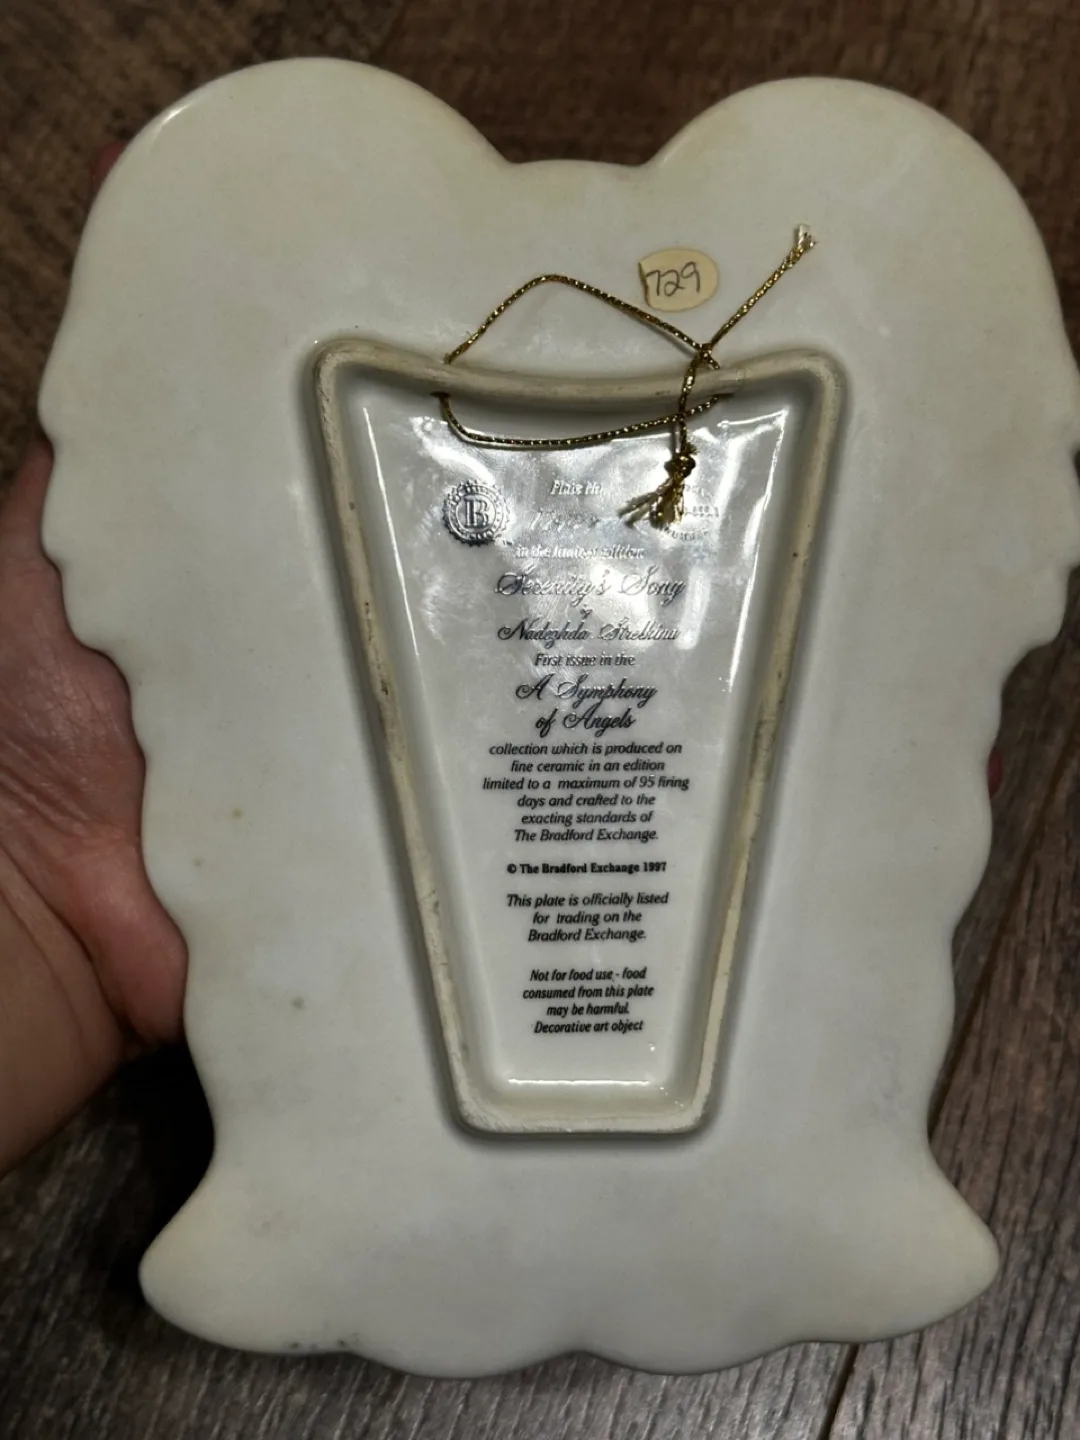 729
B
Plate No.
in the limited edition
Serenity's Song
by
Nadezhda Strelkina
First issue in the
A Symphony
of Angels
collection which is produced on
fine ceramic in an edition
limited to a maximum of 95 firing
days and crafted to the
exacting standards of
The Bradford Exchange.
© The Bradford Exchange 1997
This plate is officially listed
for trading on the
Bradford Exchange.
Not for food use - food
consumed from this plate
may be harmful.
Decorative art object